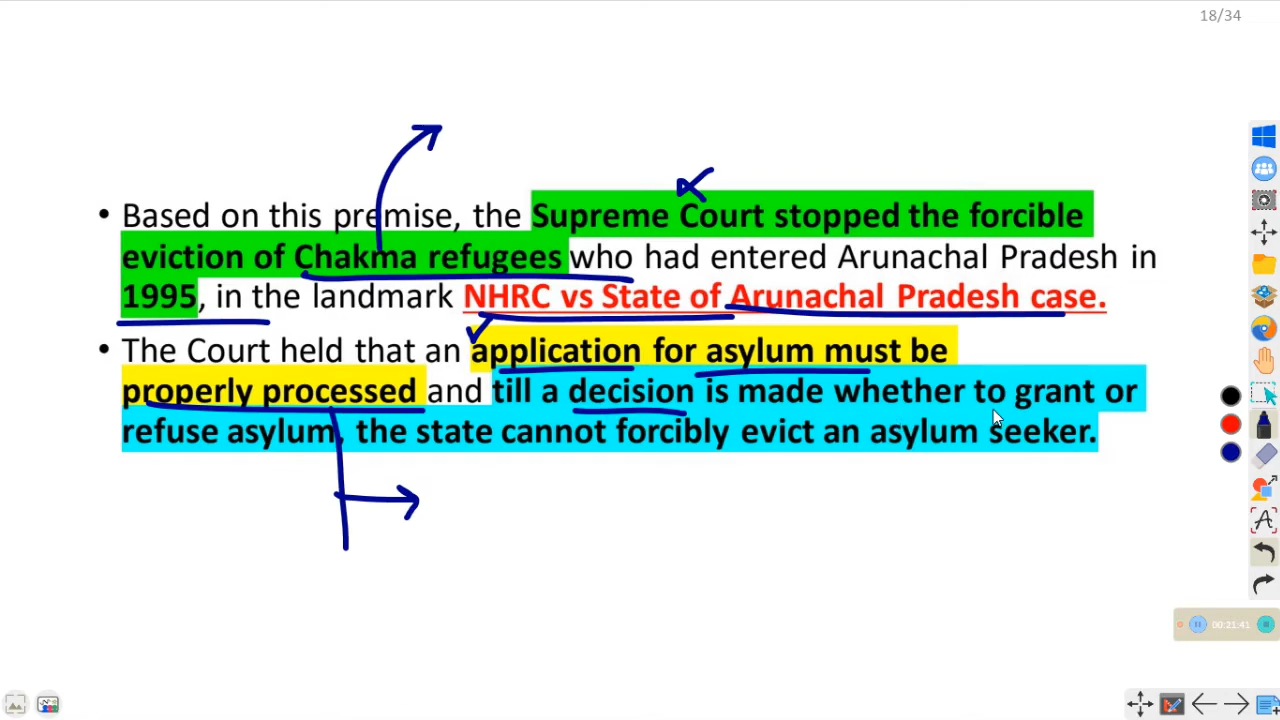 18/34
• Based on this premise, the Supreme Court stopped the forcible
eviction of Chakma refugees who had entered Arunachal Pradesh in
1995, in the landmark NHRC vs State of Arunachal Pradesh case.
• The Court held that an application for asylum must be
properly processed and till a decision is made whether to grant or
refuse asylum, the state cannot forcibly evict an asylum seeker.
00:21:41